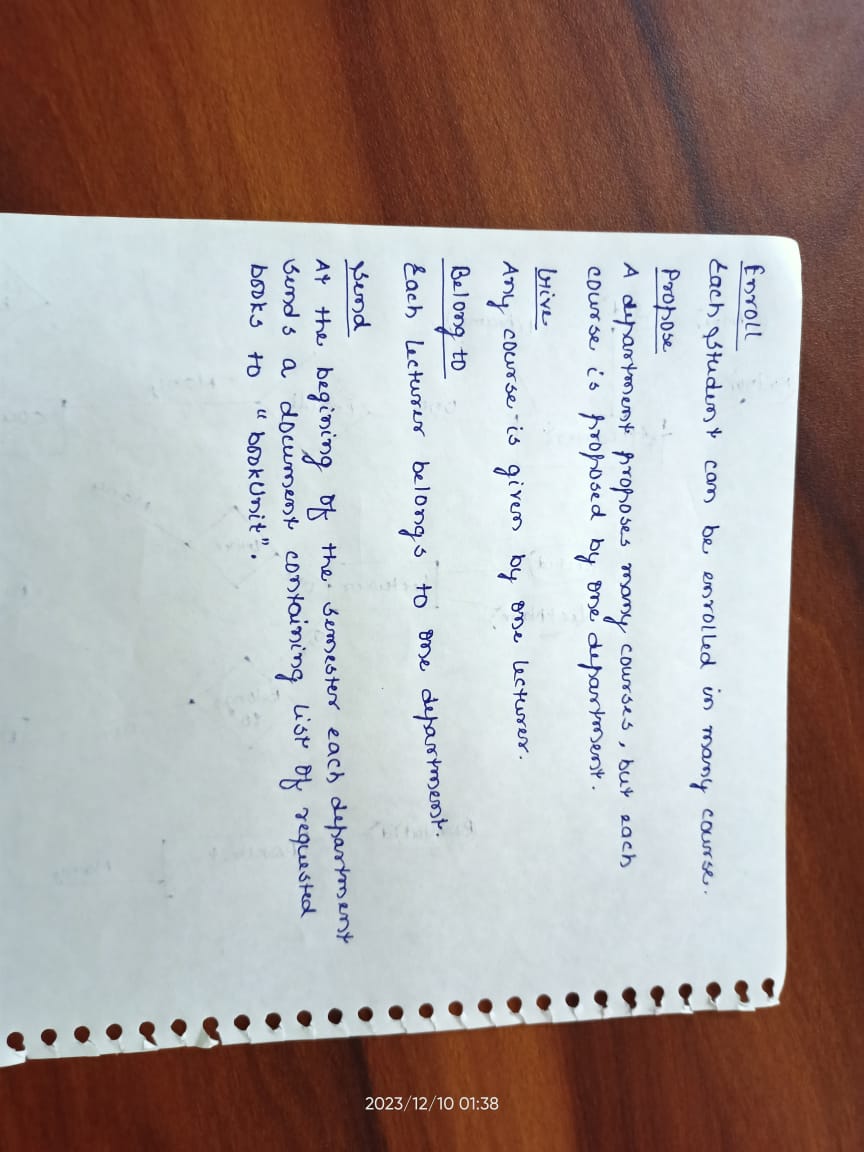 Enroll
Each student can be enrolled in many course.
Propose
A department proposes many courses, but each
course is proposed by one department.
Give
Any course is given by one lecturer.
Belong to
Each lecturer belongs to one department.
Send
At the begining of the semester each department
sends a document containing list of requested
books to "bookUnit".
2023/12/10 01:38